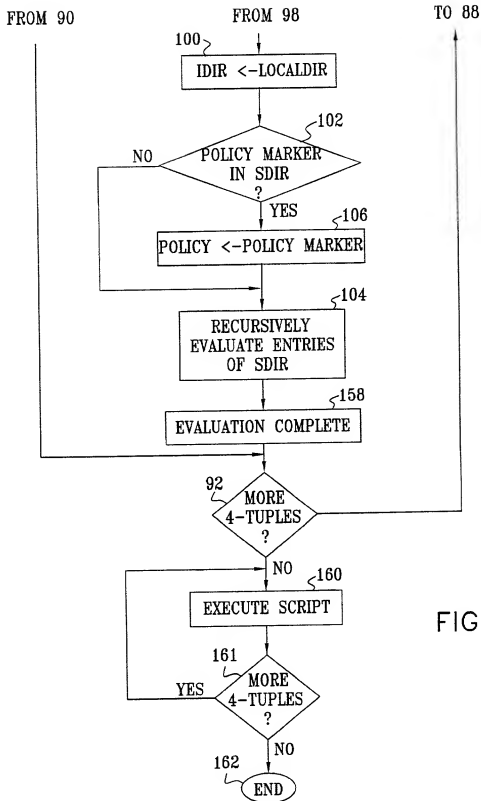 FROM 90
FROM 98
TO 88
100
IDIR <-LOCALDIR
102
NO
POLICY MARKER
IN SDIR
?
YES
106
POLICY <-POLICY MARKER
104
RECURSIVELY
EVALUATE ENTRIES
OF SDIR
158
EVALUATION COMPLETE
92
MORE
4-TUPLES
?
NO
160
EXECUTE SCRIPT
FIG
161
YES
MORE
4-TUPLES
?
NO
162
END